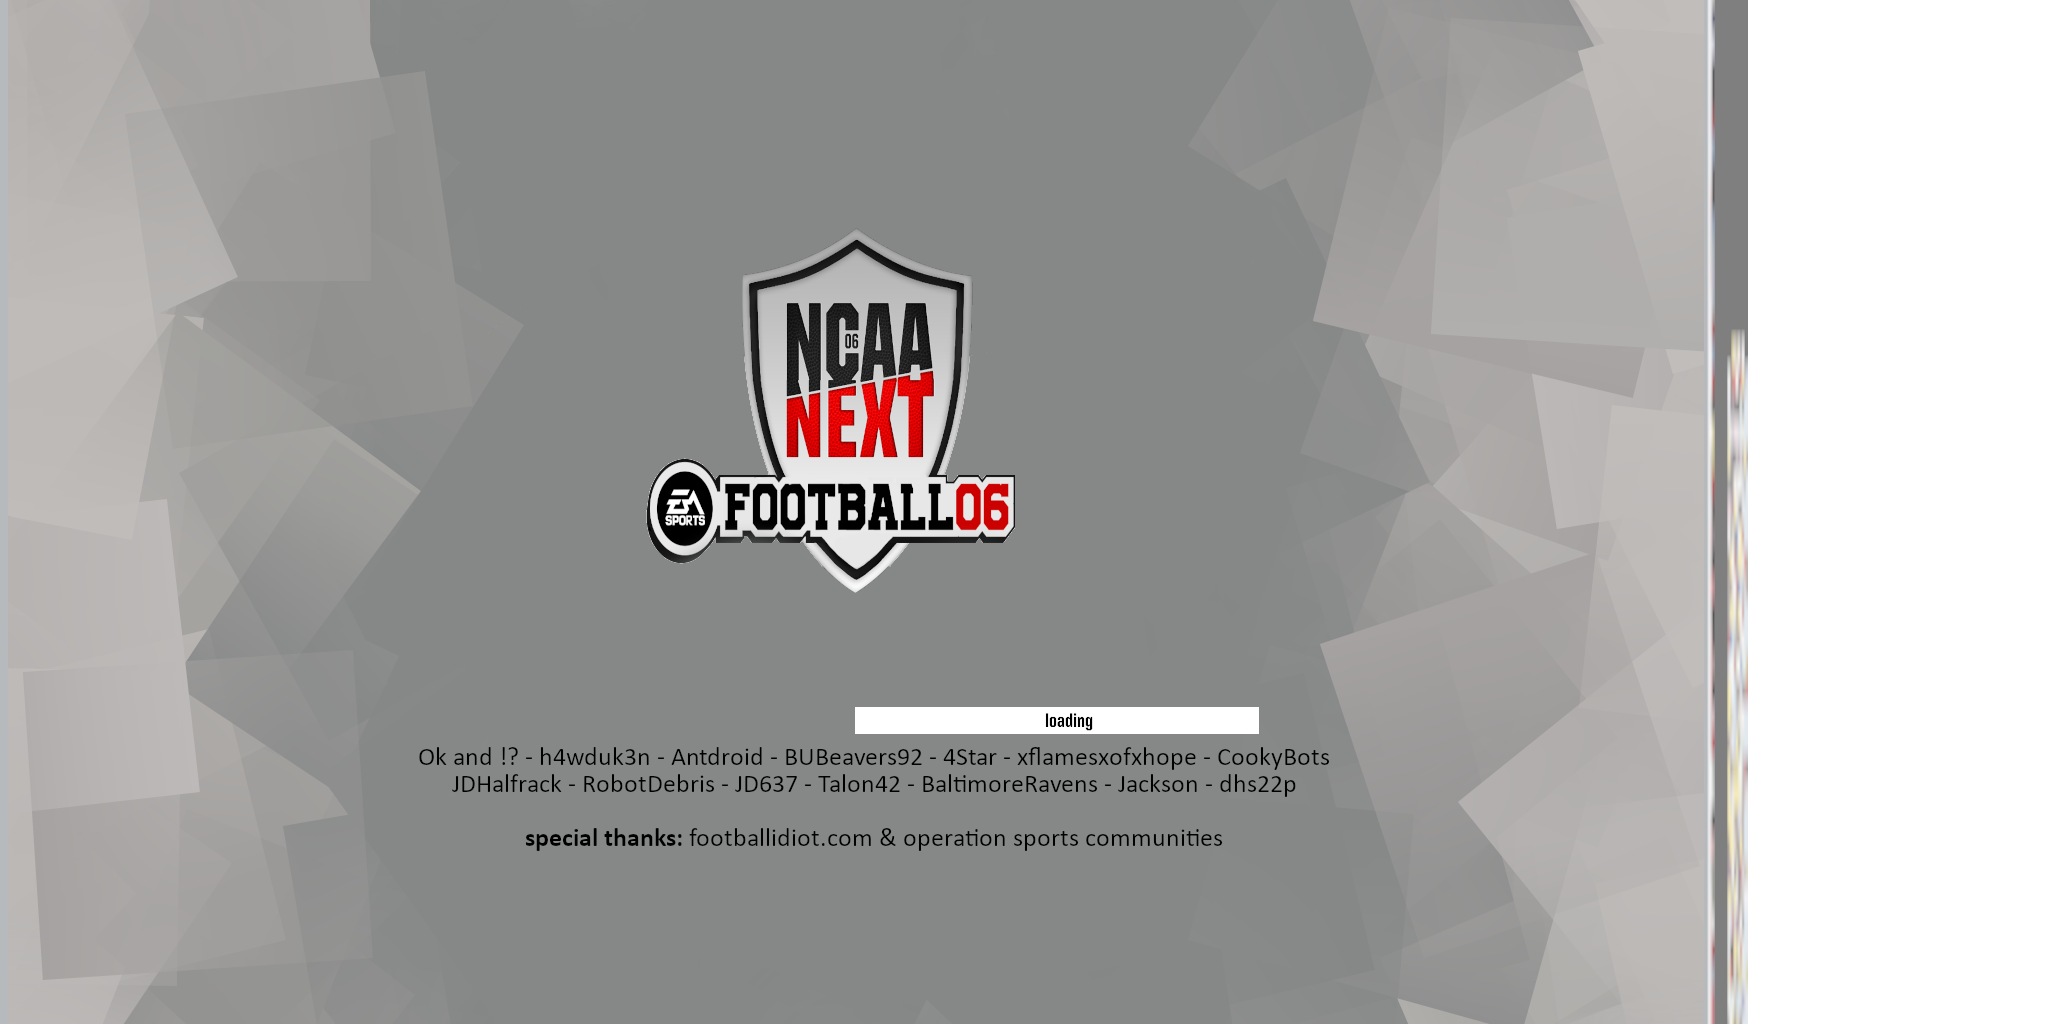 NCAA
06
NEXT
EA
SPORTS
FOOTBALL06
loading
Ok and !? - h4wduk3n - Antdroid - BUBeavers92 - 4Star - xflamesxofxhope - CookyBots
JDHalfrack - RobotDebris - JD637 - Talon42 - BaltimoreRavens - Jackson - dhs22p
special thanks: footballidiot.com & operation sports communities